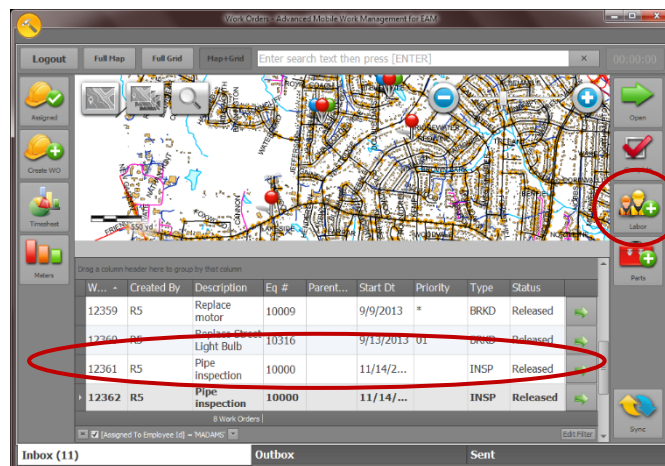 Work Orders - Advanced Mobile Work Management for EAM
Logout
Full Map
Full Grid
Map+Grid
Enter search text then press [ENTER]
×
00:00:00
Assigned
Create WO
Timesheet
Meters
Open
Labor
Parts
Sync
550 yd
Drag a column header here to group by that column
W... Created By Description Eq # Parent... Start Dt Priority Type Status
12359 R5 Replace motor 10009 9/9/2013 * BRKD Released
12360 R5 Replace Street Light Bulb 10316 9/13/2013 01 BRKD Released
12361 R5 Pipe inspection 10000 11/14/2... INSP Released
12362 R5 Pipe inspection 10000 11/14/... INSP Released
8 Work Orders
[Assigned To Employee Id] = 'MADAMS'
Edit Filter
Inbox (11)
Outbox
Sent